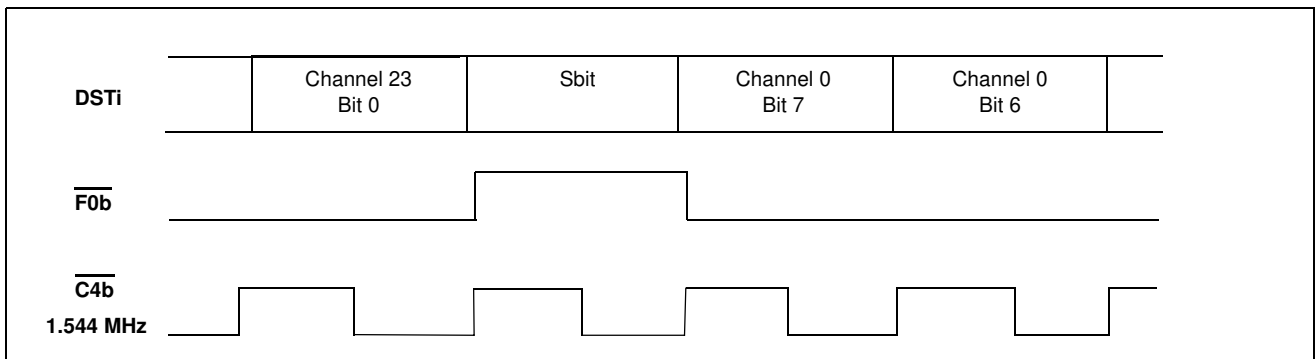 DSTi
Channel 23
Bit 0
Sbit
Channel 0
Bit 7
Channel 0
Bit 6
F0b
C4b
1.544 MHz